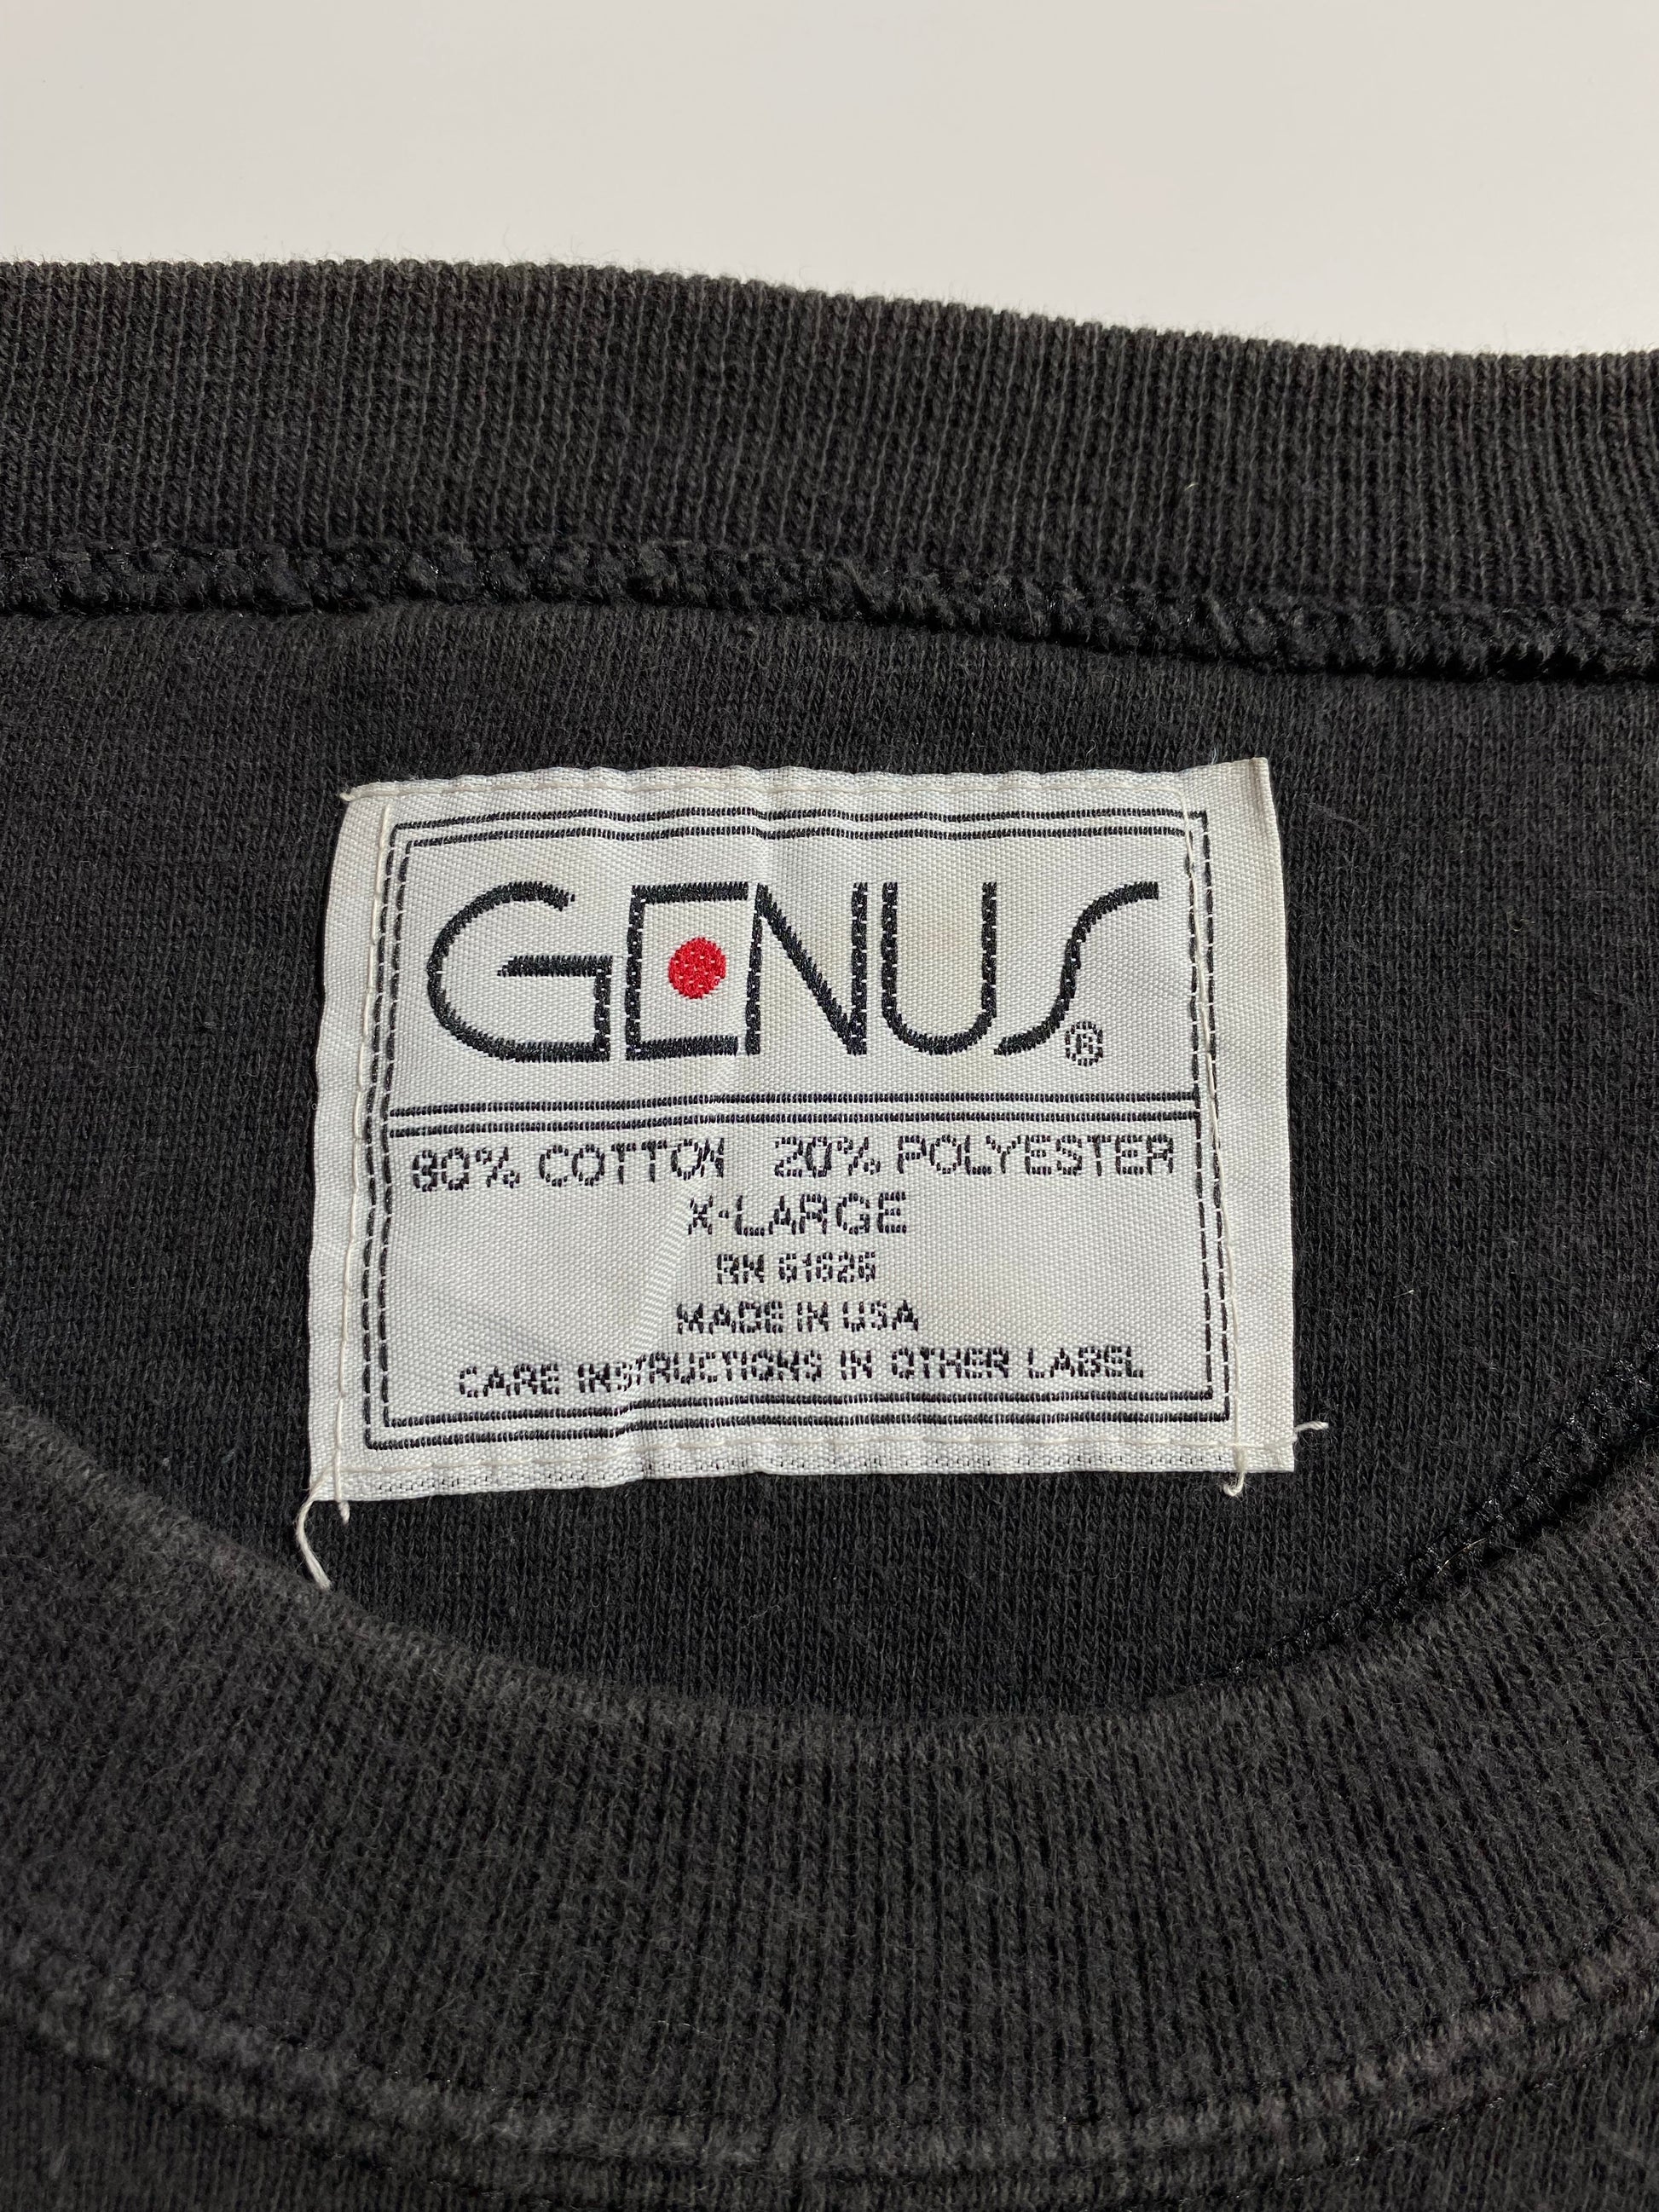 GENUS®
80% COTTON 20% POLYESTER
X-LARGE
RN 61626
MADE IN USA
CARE INSTRUCTIONS IN OTHER LABEL